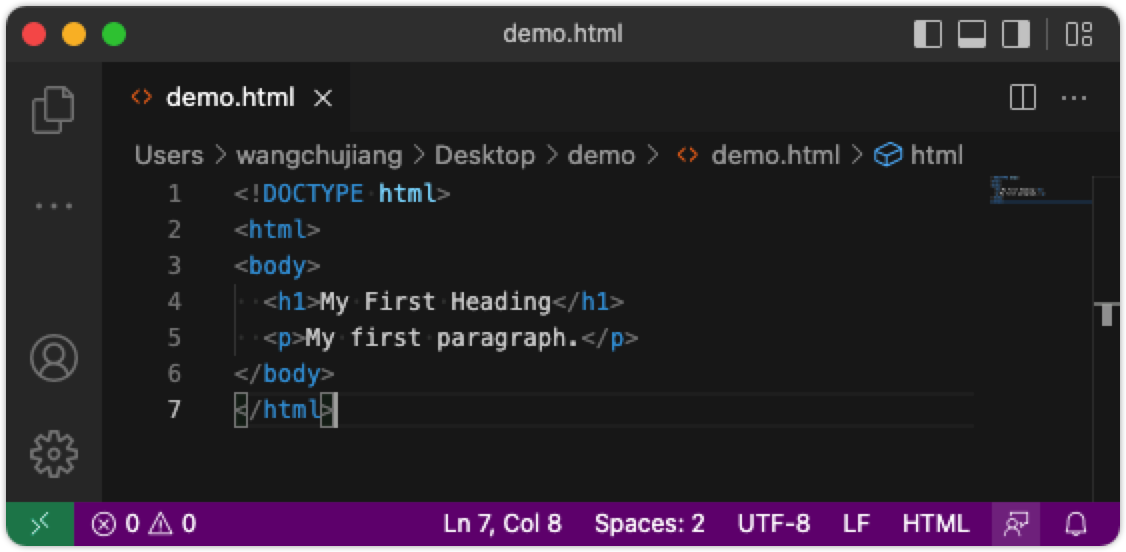 demo.html
demo.html
Users > wangchujiang > Desktop > demo > demo.html > html
1 <!DOCTYPE html>
2 <html>
3 <body>
4   <h1>My First Heading</h1>
5   <p>My first paragraph.</p>
6 </body>
7 </html>
0 0 Ln 7, Col 8 Spaces: 2 UTF-8 LF HTML